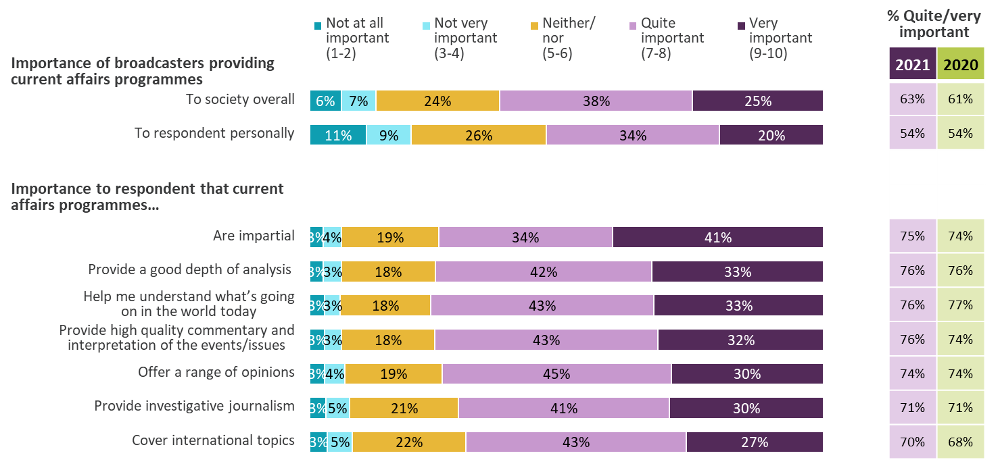 Not at all
important
(1-2)
Not very
important
(3-4)
Neither/
nor
(5-6)
Quite
important
(7-8)
Very
important
(9-10)
% Quite/very
important
2021 2020
Importance of broadcasters providing
current affairs programmes
To society overall 6% 7% 24% 38% 25% 63% 61%
To respondent personally 11% 9% 26% 34% 20% 54% 54%
Importance to respondent that current
affairs programmes...
Are impartial 3% 4% 19% 34% 41% 75% 74%
Provide a good depth of analysis 3% 3% 18% 42% 33% 76% 76%
Help me understand what’s going
on in the world today 3% 3% 18% 43% 33% 76% 77%
Provide high quality commentary and
interpretation of the events/issues 3% 3% 18% 43% 32% 76% 74%
Offer a range of opinions 3% 4% 19% 45% 30% 74% 74%
Provide investigative journalism 3% 5% 21% 41% 30% 71% 71%
Cover international topics 3% 5% 22% 43% 27% 70% 68%